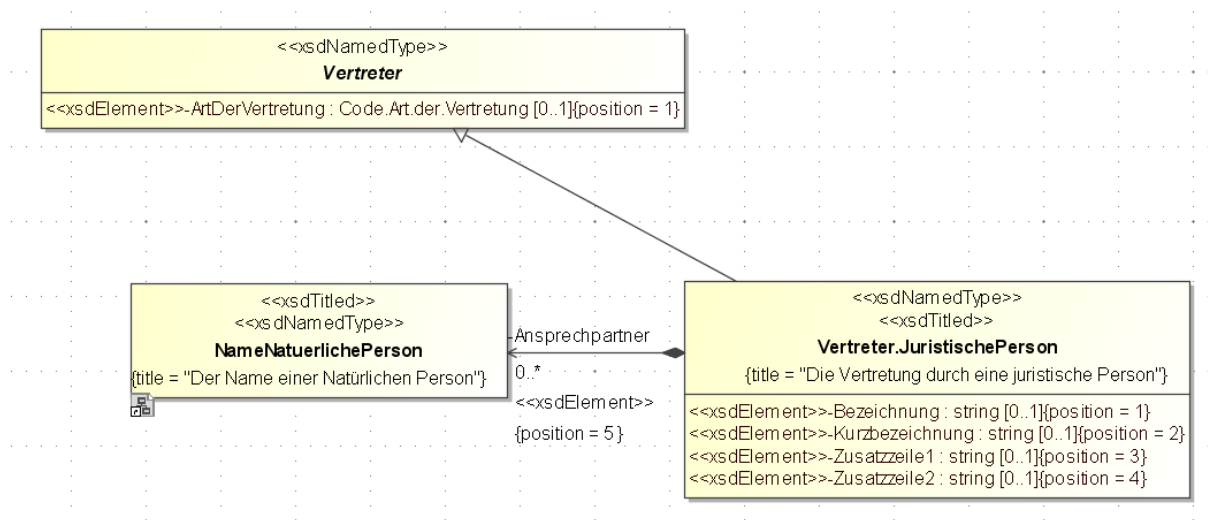 <<xsdNamedType>>
Vertreter
<<xsdElement>>-ArtDerVertretung : Code.Art.der.Vertretung [0..1]{position = 1}
<<xsdTitled>>
<<xsdNamedType>>
NameNatuerlichePerson
{title = "Der Name einer Natürlichen Person"}
-Ansprechpartner
0..*
<<xsdElement>>
{position = 5}
<<xsdNamedType>>
<<xsdTitled>>
Vertreter.JuristischePerson
{title = "Die Vertretung durch eine juristische Person"}
<<xsdElement>>-Bezeichnung : string [0..1]{position = 1}
<<xsdElement>>-Kurzbezeichnung : string [0..1]{position = 2}
<<xsdElement>>-Zusatzzeile1 : string [0..1]{position = 3}
<<xsdElement>>-Zusatzzeile2 : string [0..1]{position = 4}